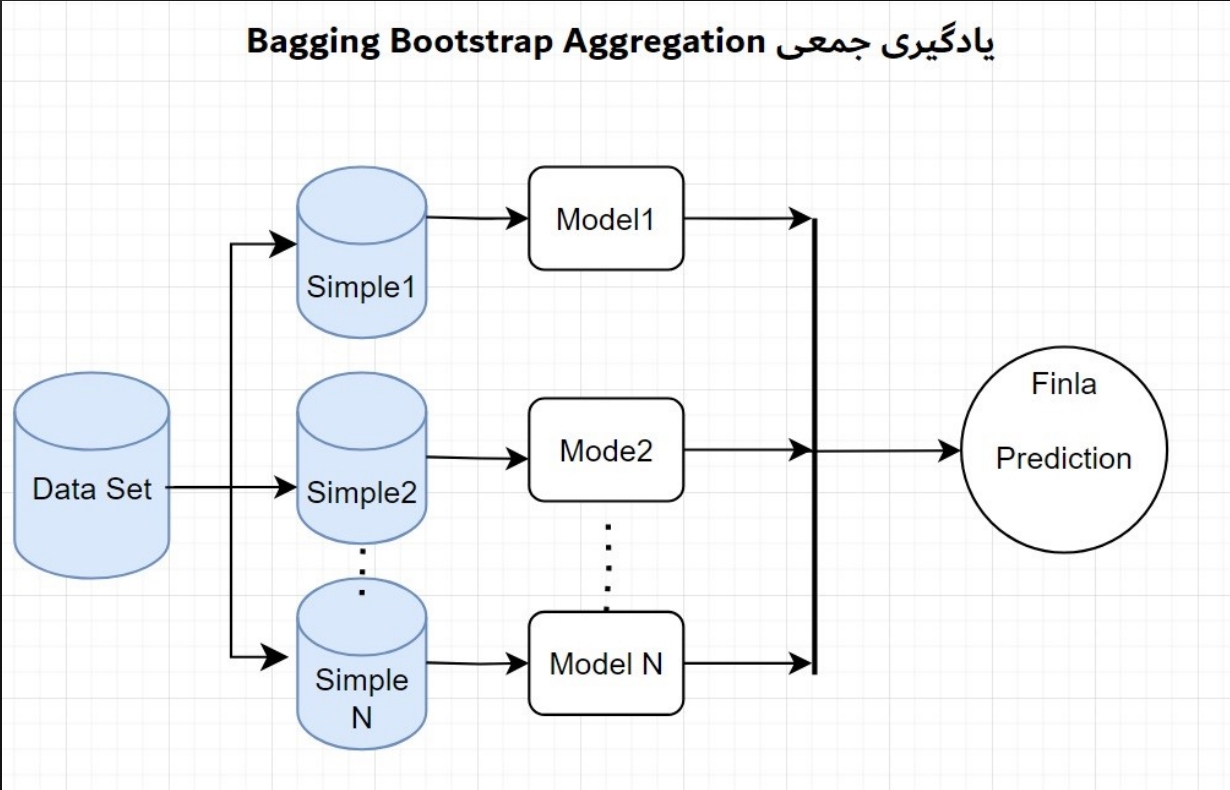 Bagging Bootstrap Aggregation یادگیری جمعی
Simple1
Model1
Data Set
Simple2
Mode2
Simple
N
Model N
Finla
Prediction